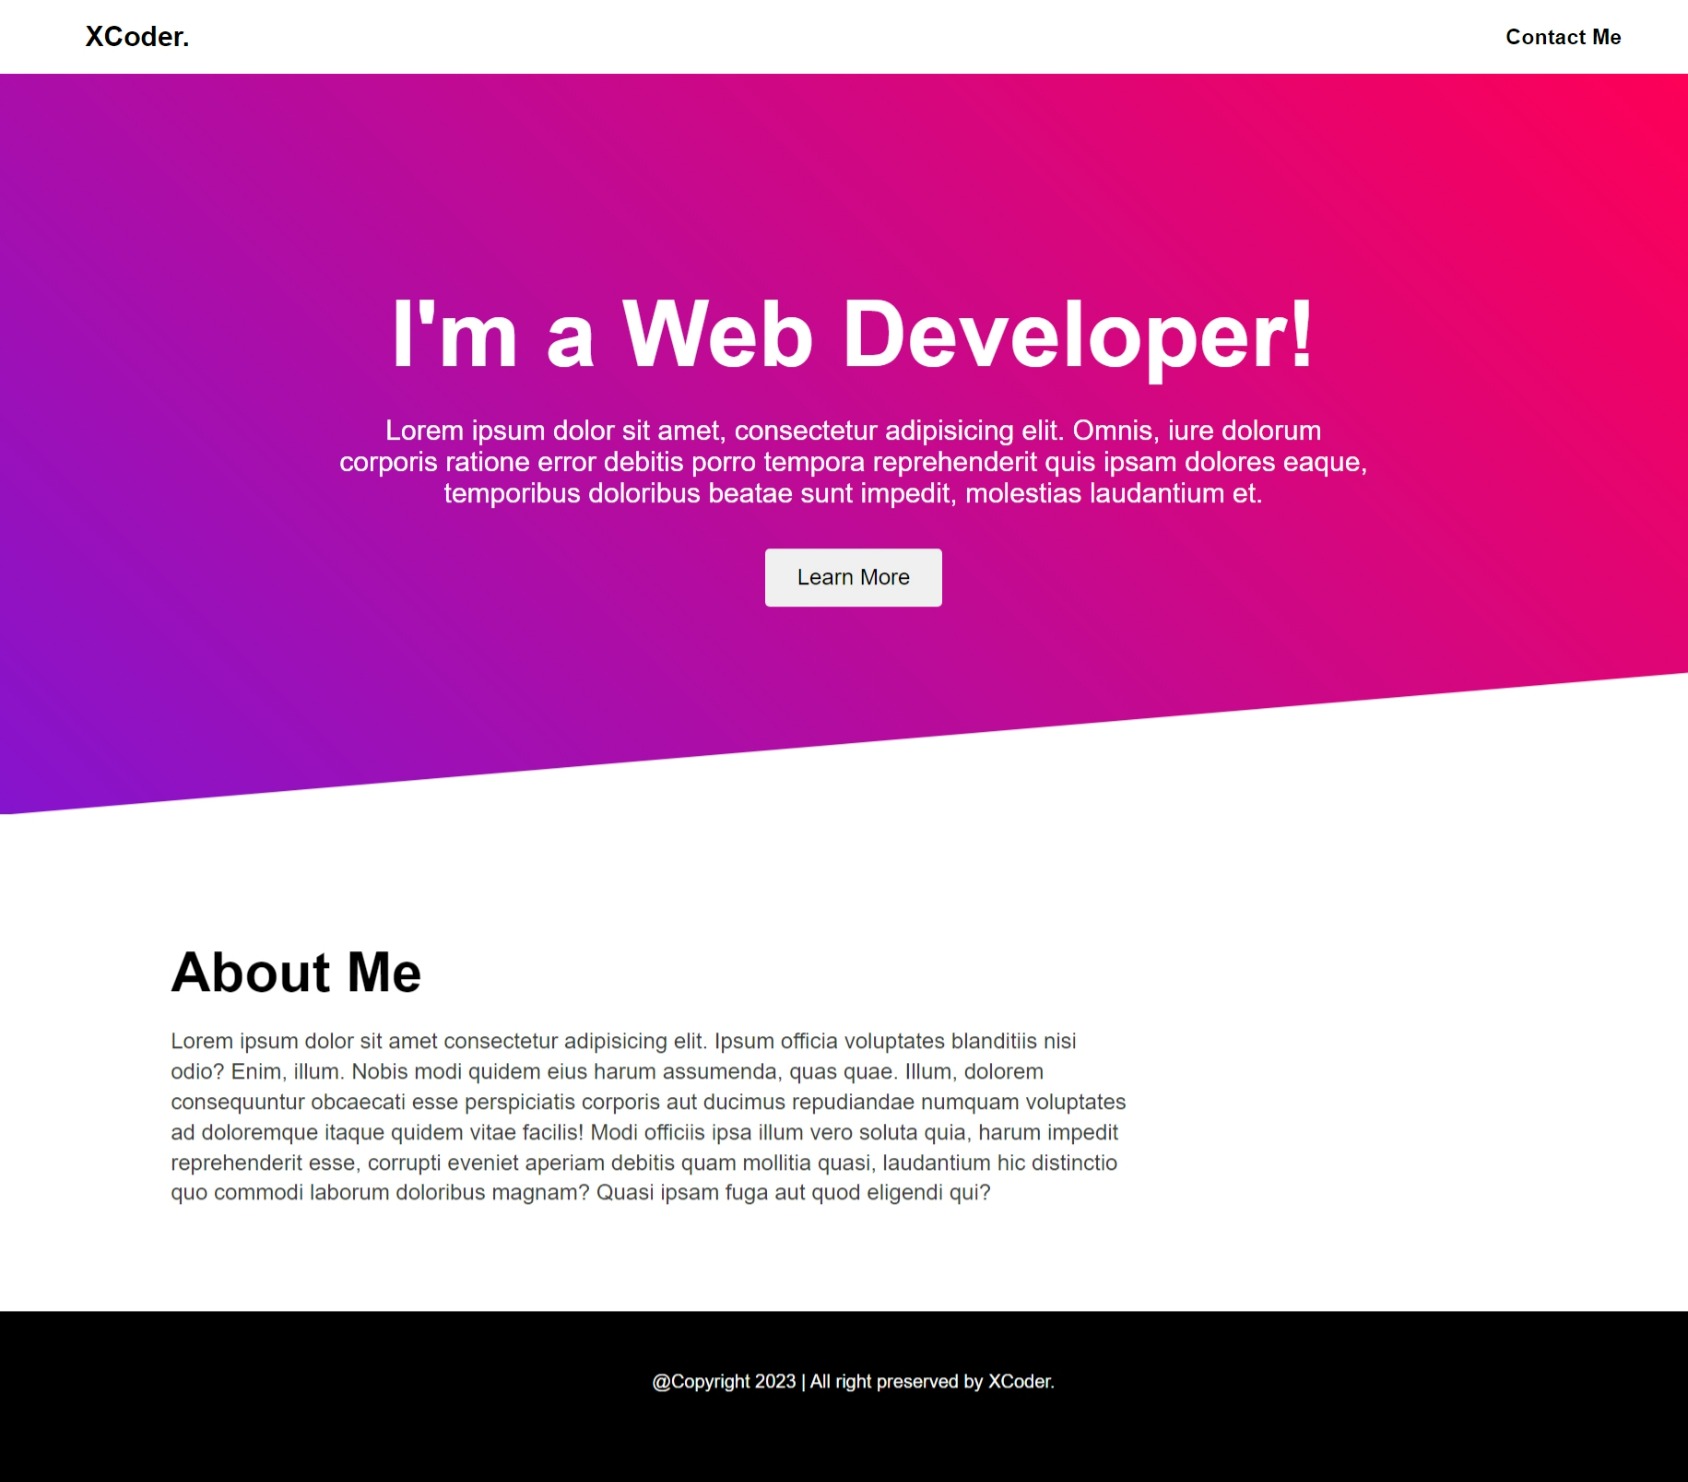 XCoder.
Contact Me
I'm a Web Developer!
Lorem ipsum dolor sit amet, consectetur adipisicing elit. Omnis, iure dolorum
corporis ratione error debitis porro tempora reprehenderit quis ipsam dolores eaque,
temporibus doloribus beatae sunt impedit, molestias laudantium et.
Learn More
About Me
Lorem ipsum dolor sit amet consectetur adipisicing elit. Ipsum officia voluptates blanditiis nisi
odio? Enim, illum. Nobis modi quidem eius harum assumenda, quas quae. Illum, dolorem
consequuntur obcaecati esse perspiciatis corporis aut ducimus repudiandae numquam voluptates
ad doloremque itaque quidem vitae facilis! Modi officiis ipsa illum vero soluta quia, harum impedit
reprehenderit esse, corrupti eveniet aperiam debitis quam mollitia quasi, laudantium hic distinctio
quo commodi laborum doloribus magnam? Quasi ipsam fuga aut quod eligendi qui?
@Copyright 2023 | All right preserved by XCoder.